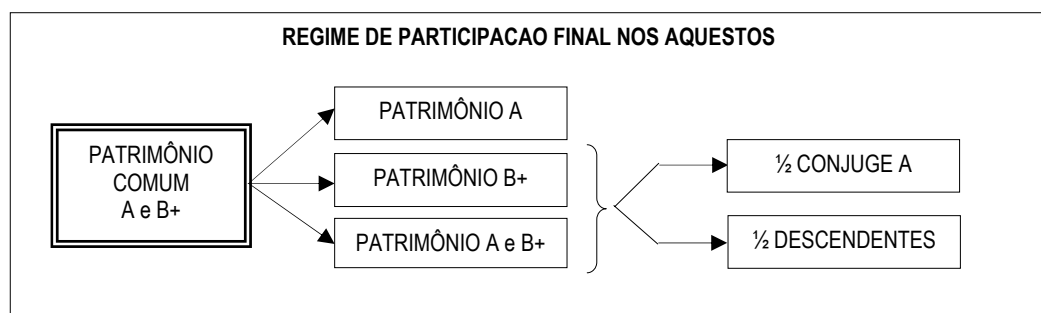 REGIME DE PARTICIPACAO FINAL NOS AQUESTOS
PATRIMÔNIO
COMUM
A e B+
PATRIMÔNIO A
PATRIMÔNIO B+
PATRIMÔNIO A e B+
½ CONJUGE A
½ DESCENDENTES